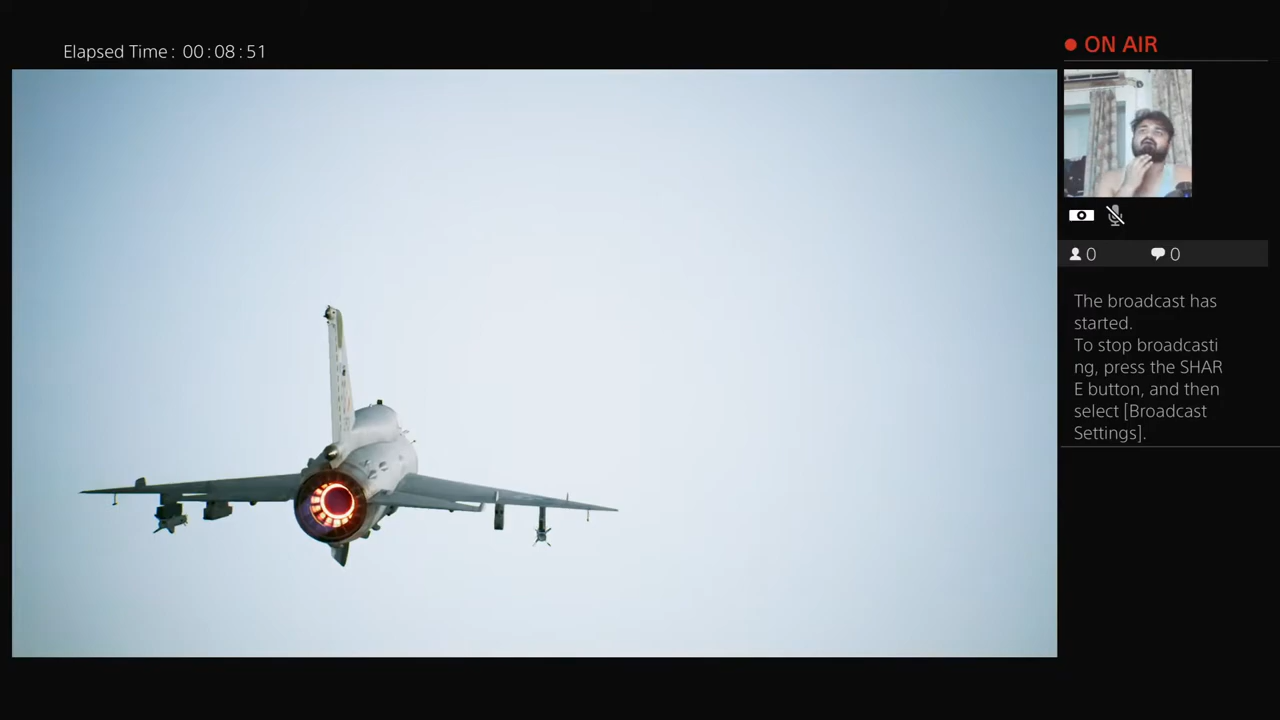 Elapsed Time: 00:08:51
ON AIR
0
0
The broadcast has
started.
To stop broadcasti
ng, press the SHAR
E button, and then
select [Broadcast
Settings].